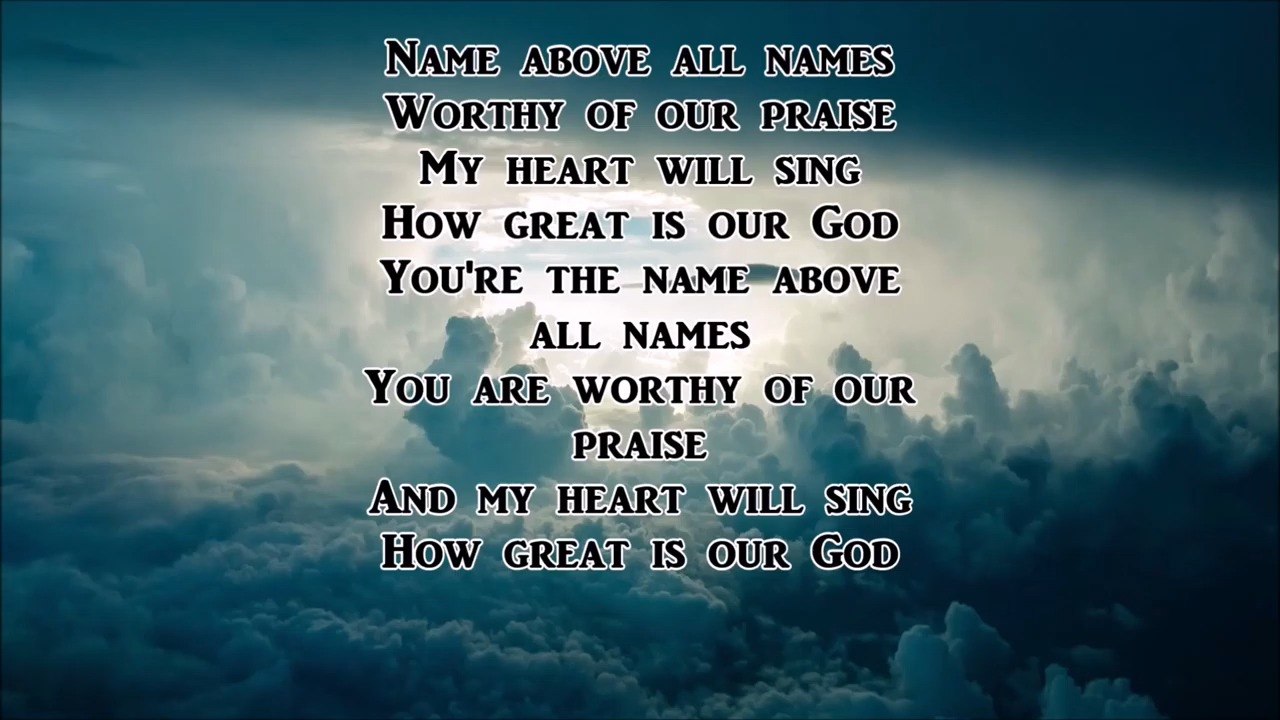 Name above all names
Worthy of our praise
My heart will sing
How great is our God
You're the name above
all names
You are worthy of our
praise
And my heart will sing
How great is our God